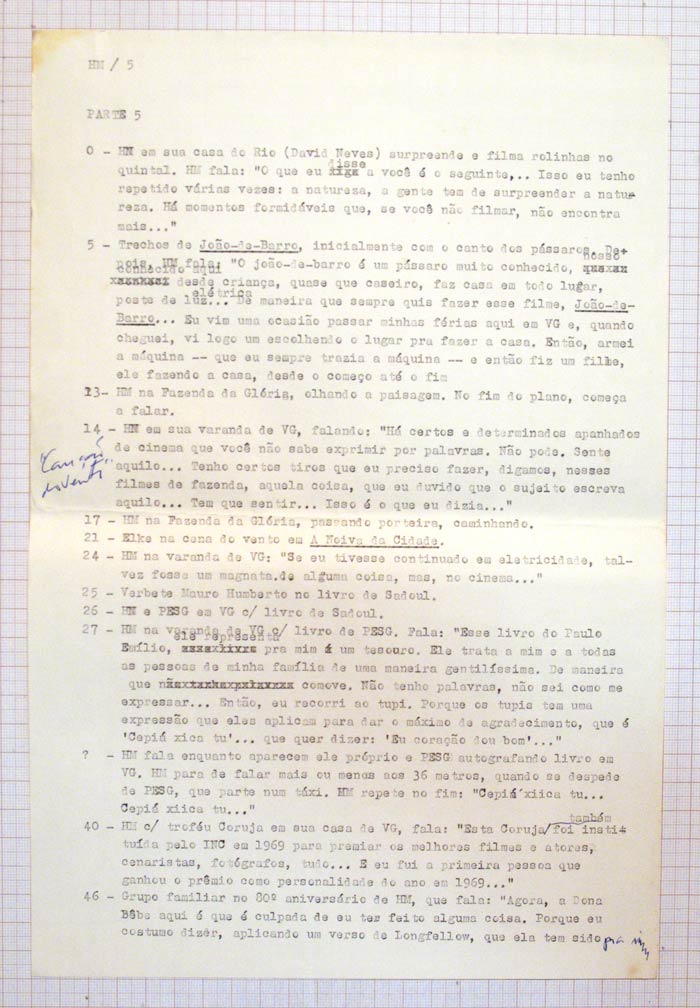 HM / 5
PARTE 5
0 - HM em sua casa do Rio (David Neves) surpreende e filma rolinhas no
disse
quintal. HM fala: "O que eu a você é o seguinte,.. Isso eu tenho
repetido várias vezes: a natureza, a gente tem de surpreender a natu-
reza. Há momentos formidáveis que, se você não filmar, não encontra
mais..."
5 - Trechos de João-de-Barro, inicialmente com o canto dos pássaros. De-
nosso
pois, HM fala: "O joão-de-barro é um pássaro muito conhecido,
conhecido aqui
desde criança, quase que caseiro, faz casa em todo lugar,
elétrica
poste de luz... De maneira que sempre quis fazer esse filme, João-de-
Barro... Eu vim uma ocasião passar minhas férias aqui em VG e, quando
cheguei, vi logo um escolhendo o lugar pra fazer a casa. Então, armei
a máquina -- que eu sempre trazia a máquina -- e então fiz um filme,
ele fazendo a casa, desde o começo até o fim
13- HM na Fazenda da Glória, olhando a paisagem. No fim do plano, começa
a falar.
14 - HM em sua varanda de VG, falando: "Há certos e determinados apanhados
de cinema que você não sabe exprimir por palavras. Não pode. Sente
aquilo... Tenho certos tiros que eu preciso fazer, digamos, nesses
filmes de fazenda, aquela coisa, que eu duvido que o sujeito escreva
aquilo... Tem que sentir... Isso é o que eu dizia..."
17 - HM na Fazenda da Glória, passando porteira, caminhando.
21 - Elke na cena do vento em A Noiva da Cidade.
24 - HM na varanda de VG: "Se eu tivesse continuado em eletricidade, tal-
vez fosse um magnata.de alguma coisa, mas, no cinema..."
25 - Verbete Mauro Humberto no livro de Sadoul.
26 - HM e PESG em VG c/ livro de Sadoul.
27 - HM na varanda de VG c/ livro de PESG. Fala: "Esse livro do Paulo
ele representa
Emílio, pra mim um tesouro. Ele trata a mim e a todas
as pessoas de minha família de uma maneira gentilíssima. De maneira
que comove. Não tenho palavras, não sei como me
expressar... Então, eu recorri ao tupi. Porque os tupis tem uma
expressão que eles aplicam para dar o máximo de agradecimento, que é
'Cepiá xica tu'... que quer dizer: 'Eu coração dou bom'..."
? - HM fala enquanto aparecem ele próprio e PESG autografando livro em
VG. HM para de falar mais ou menos aos 36 metros, quando se despede
de PESG, que parte num táxi. HM repete no fim: "Cepiá xiica tu...
Cepiá xiica tu..."
também
40 - HM c/ troféu Coruja em sua casa de VG, fala: "Esta Coruja/foi insti-
tuída pelo INC em 1969 para premiar os melhores filmes e atores,
cenaristas, fotógrafos, tudo... E eu fui a primeira pessoa que
ganhou o prêmio como personalidade do ano em 1969..."
46 - Grupo familiar no 80º aniversário de HM, que fala: "Agora, a Dona
Bêbe aqui é que é culpada de eu ter feito alguma coisa. Porque eu
costumo dizer, aplicando um verso de Longfellow, que ela tem sido pra mim